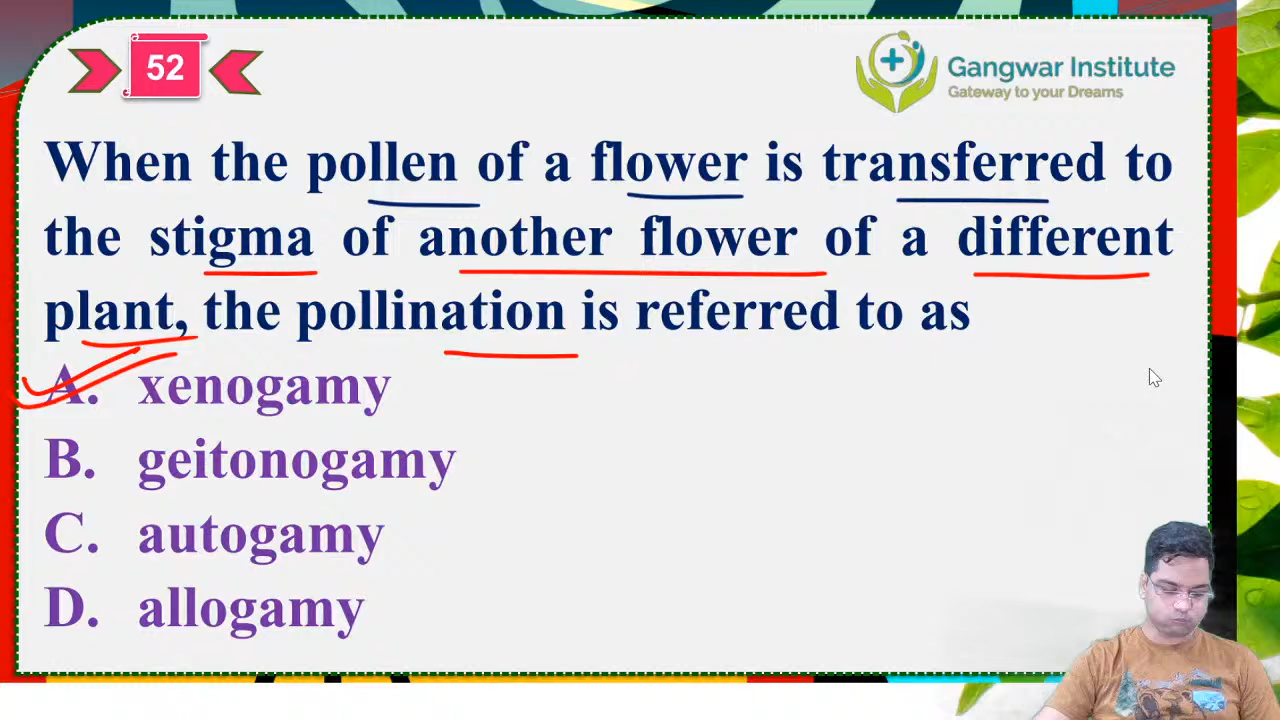 52
Gangwar Institute
Gateway to your Dreams
When the pollen of a flower is transferred to
the stigma of another flower of a different
plant, the pollination is referred to as
A. xenogamy
B. geitonogamy
C. autogamy
D. allogamy